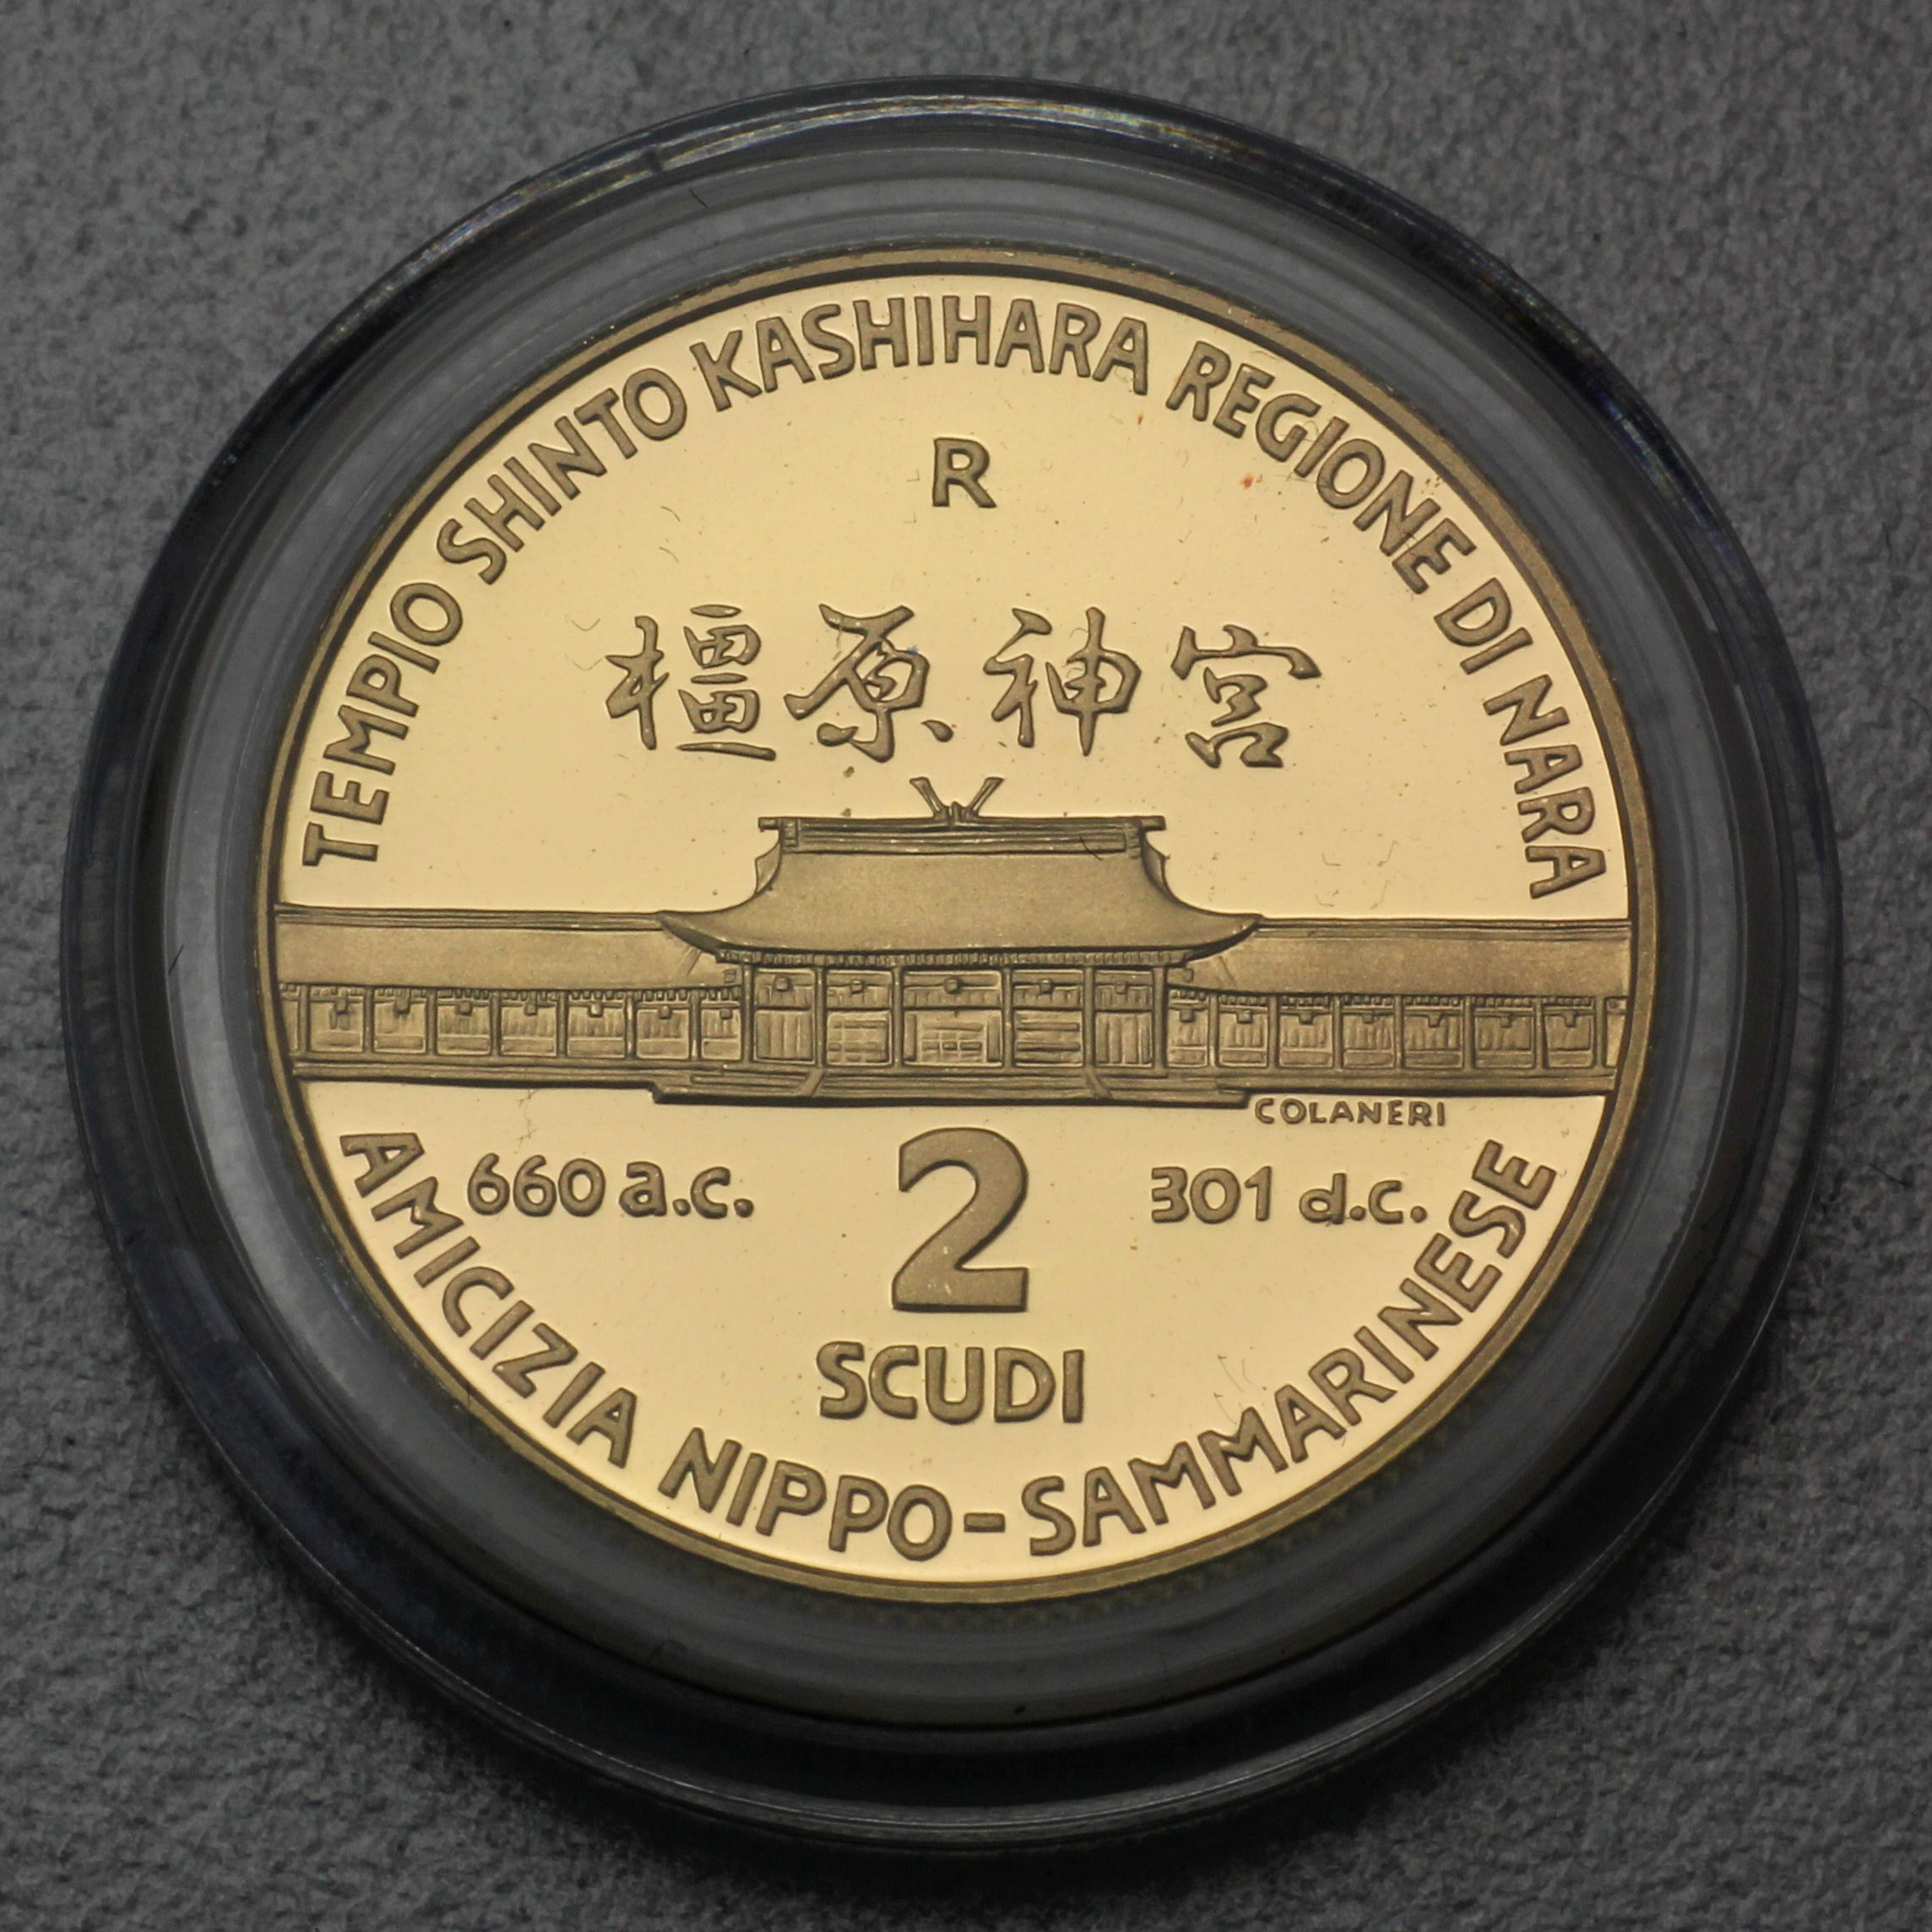 TEMPIO SHINTO KASHIHARA REGIONE DI NARA
R
橿原神宮
COLANERI
660 a.c.
2
301 d.c.
SCUDI
AMICIZIA NIPPO-SAMMARINESE